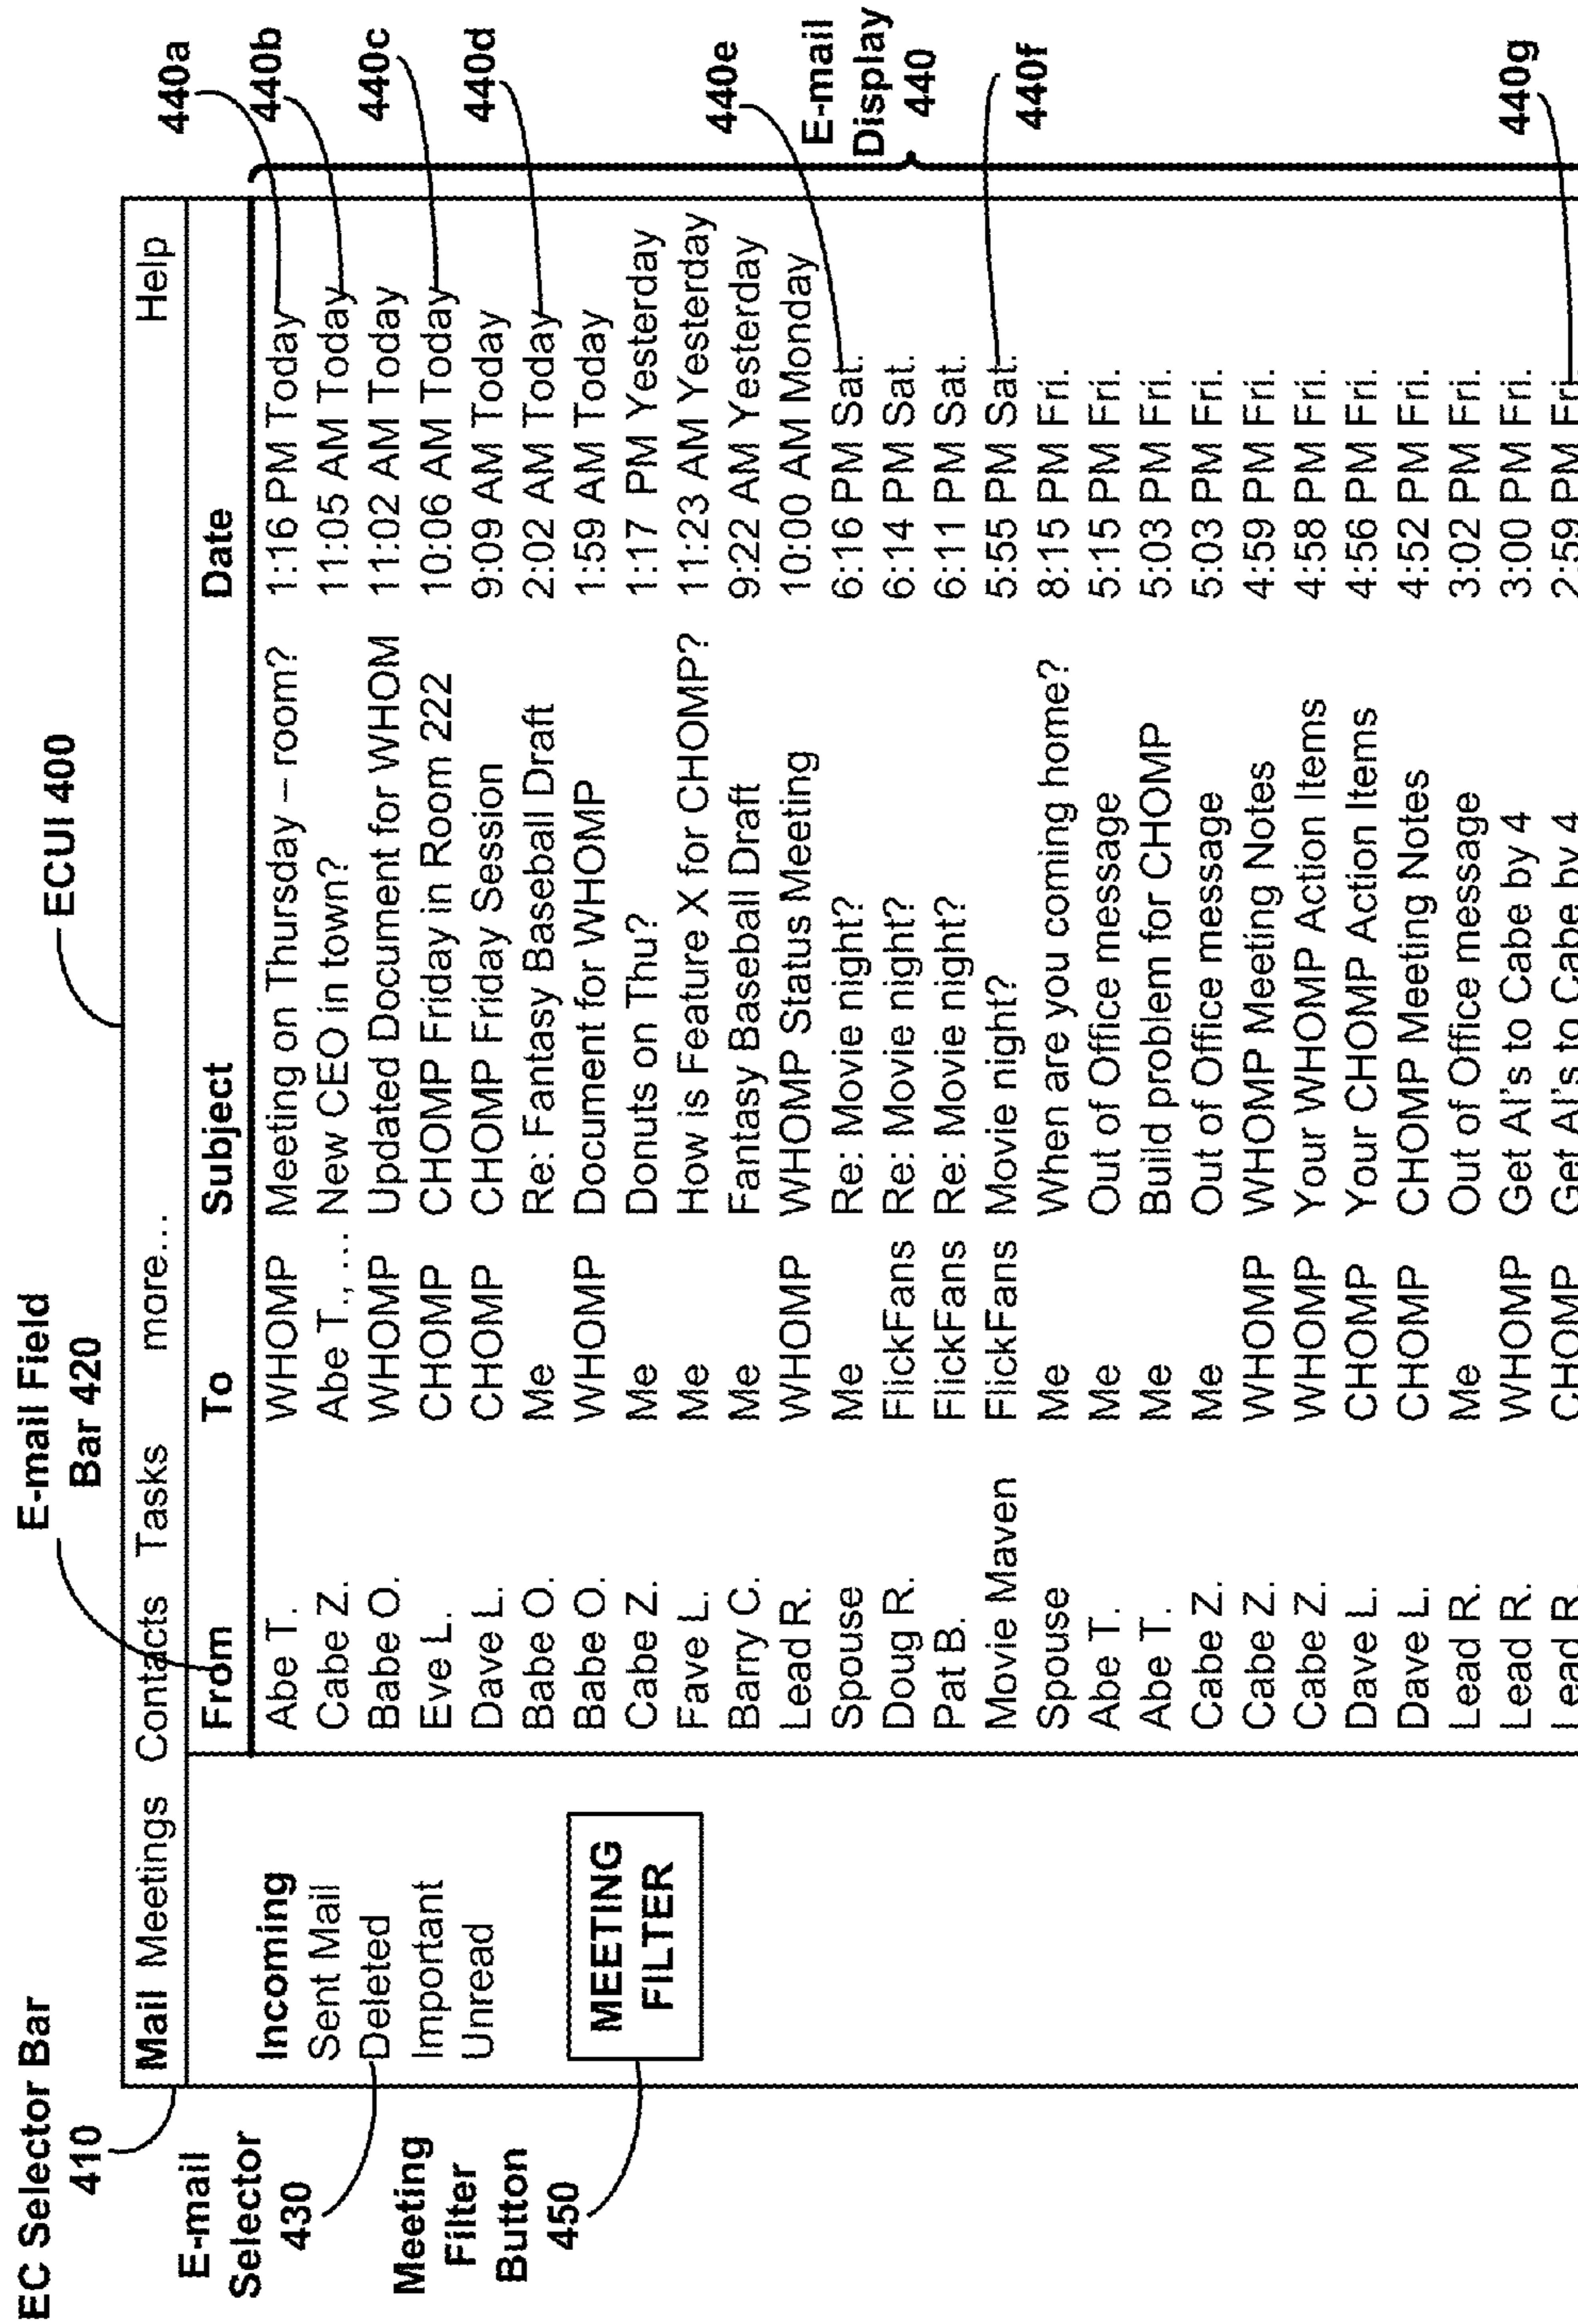 ECUI 400
E-mail Field
Bar 420
EC Selector Bar
410
Mail Meetings Contacts Tasks more... Help
From To Subject Date
E-mail
Selector
430
Incoming
Sent Mail
Deleted
Important
Unread
Meeting
Filter
Button
450
MEETING
FILTER
Abe T. WHOMP Meeting on Thursday – room? 1:16 PM Today
Cabe Z. Abe T., ... New CEO in town? 11:05 AM Today
Babe O. WHOMP Updated Document for WHOM 11:02 AM Today
Eve L. CHOMP CHOMP Friday in Room 222 10:06 AM Today
Dave L. CHOMP CHOMP Friday Session 9:09 AM Today
Babe O. Me Re: Fantasy Baseball Draft 2:02 AM Today
Babe O. WHOMP Document for WHOMP 1:59 AM Today
Cabe Z. Me Donuts on Thu? 1:17 PM Yesterday
Fave L. Me How is Feature X for CHOMP? 11:23 AM Yesterday
Barry C. Me Fantasy Baseball Draft 9:22 AM Yesterday
Lead R. WHOMP WHOMP Status Meeting 10:00 AM Monday
Spouse Me Re: Movie night? 6:16 PM Sat.
Doug R. FlickFans Re: Movie night? 6:14 PM Sat.
Pat B. FlickFans Re: Movie night? 6:11 PM Sat.
Movie Maven FlickFans Movie night? 5:55 PM Sat.
Spouse Me When are you coming home? 8:15 PM Fri.
Abe T. Me Out of Office message 5:15 PM Fri.
Abe T. Me Build problem for CHOMP 5:03 PM Fri.
Cabe Z. Me Out of Office message 5:03 PM Fri.
Cabe Z. WHOMP WHOMP Meeting Notes 4:59 PM Fri.
Cabe Z. WHOMP Your WHOMP Action Items 4:58 PM Fri.
Dave L. CHOMP Your CHOMP Action Items 4:56 PM Fri.
Dave L. CHOMP CHOMP Meeting Notes 4:52 PM Fri.
Lead R. Me Out of Office message 3:02 PM Fri.
Lead R. WHOMP Get AI's to Cabe by 4 3:00 PM Fri.
Lead R. CHOMP Get AI's to Cabe by 4 2:59 PM Fri.
440a
440b
440c
440d
440e
E-mail
Display
440
440f
440g